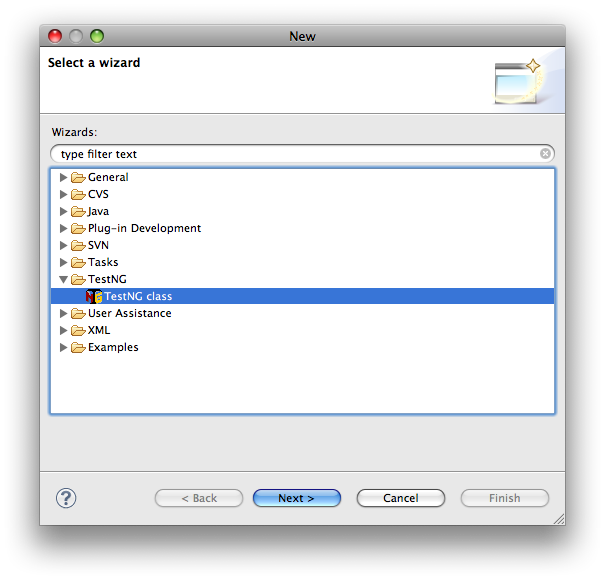 New
Select a wizard
Wizards:
type filter text
General
CVS
Java
Plug-in Development
SVN
Tasks
TestNG
TestNG class
User Assistance
XML
Examples
? < Back Next > Cancel Finish